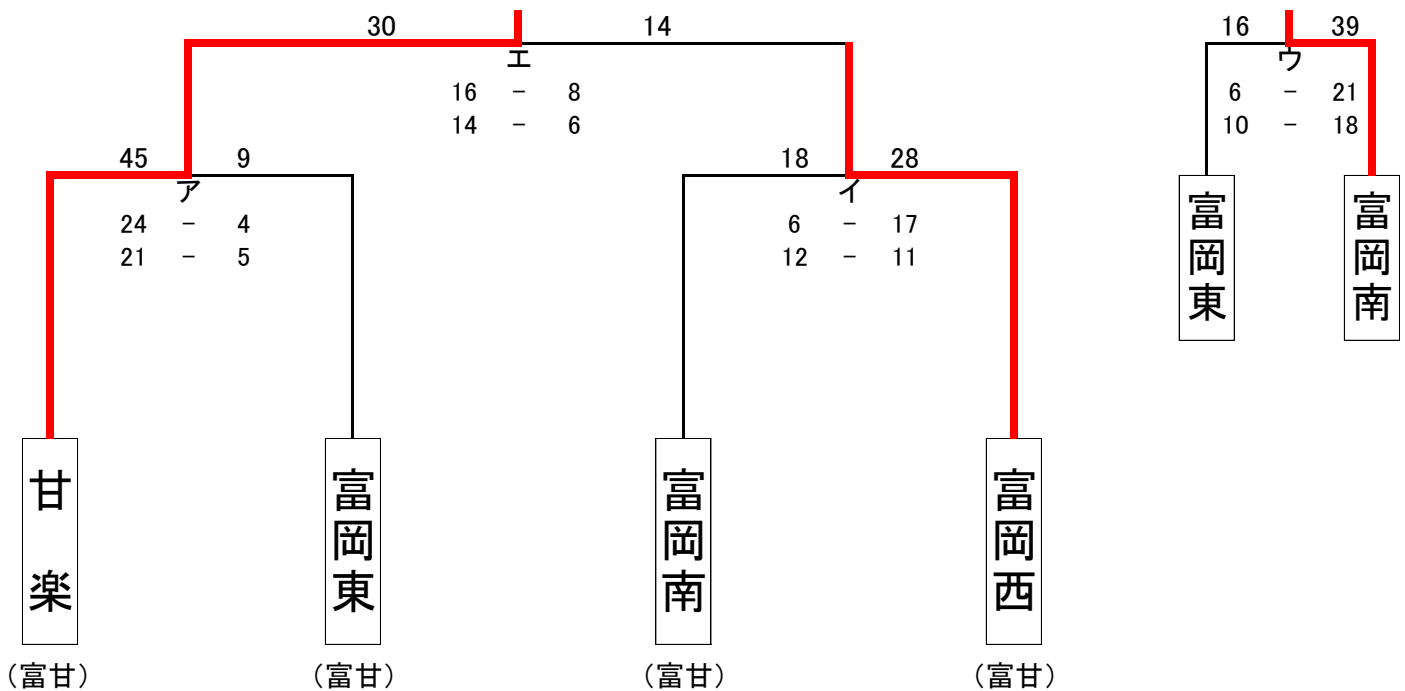 30 14
エ
16 - 8
14 - 6
45 9
ア
24 - 4
21 - 5
18 28
イ
6 - 17
12 - 11
甘楽
富岡東
富岡南
富岡西
(富甘)
(富甘)
(富甘)
(富甘)
16 39
ウ
6 - 21
10 - 18
富岡東
富岡南